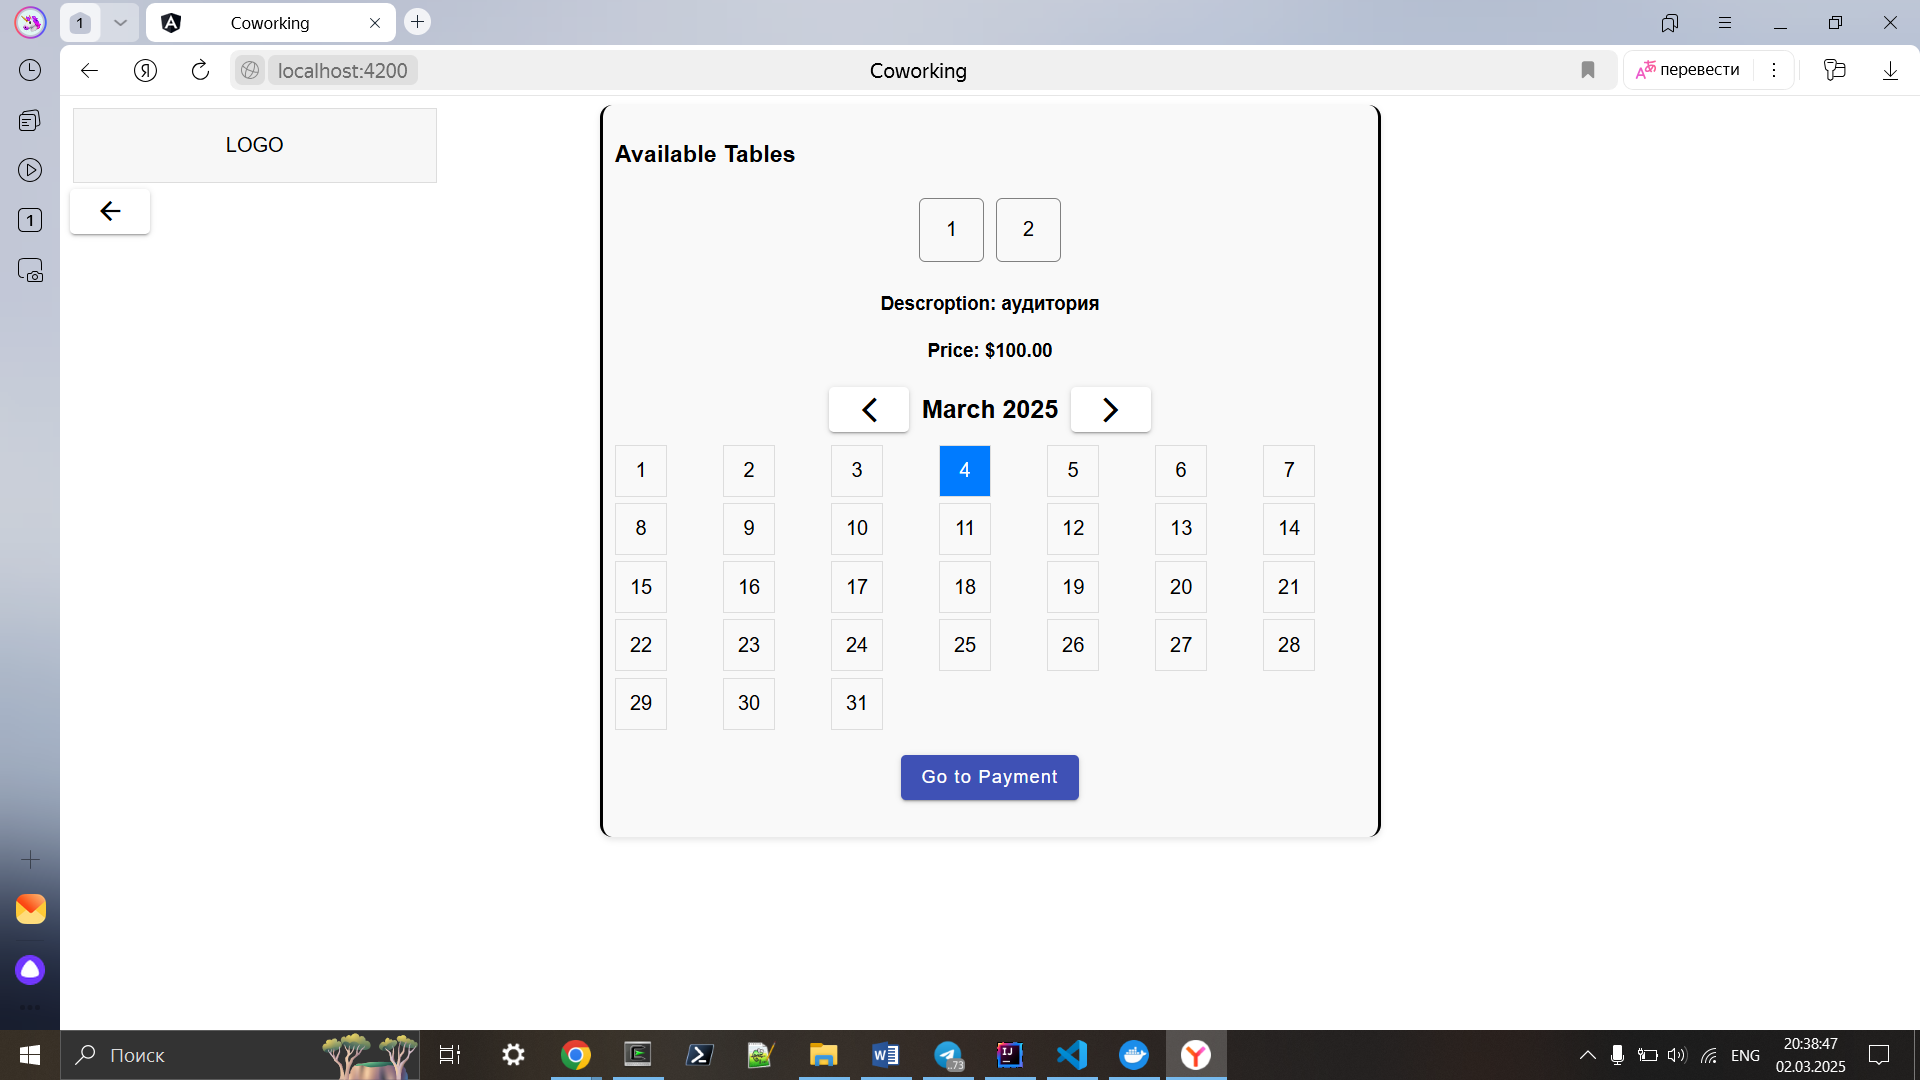 1
Coworking
localhost:4200
Coworking
перевести
1
LOGO
Available Tables
1 2
Descroption: аудитория
Price: $100.00
March 2025
1 2 3 4 5 6 7
8 9 10 11 12 13 14
15 16 17 18 19 20 21
22 23 24 25 26 27 28
29 30 31
Go to Payment
Поиск
73
ENG
20:38:47
02.03.2025